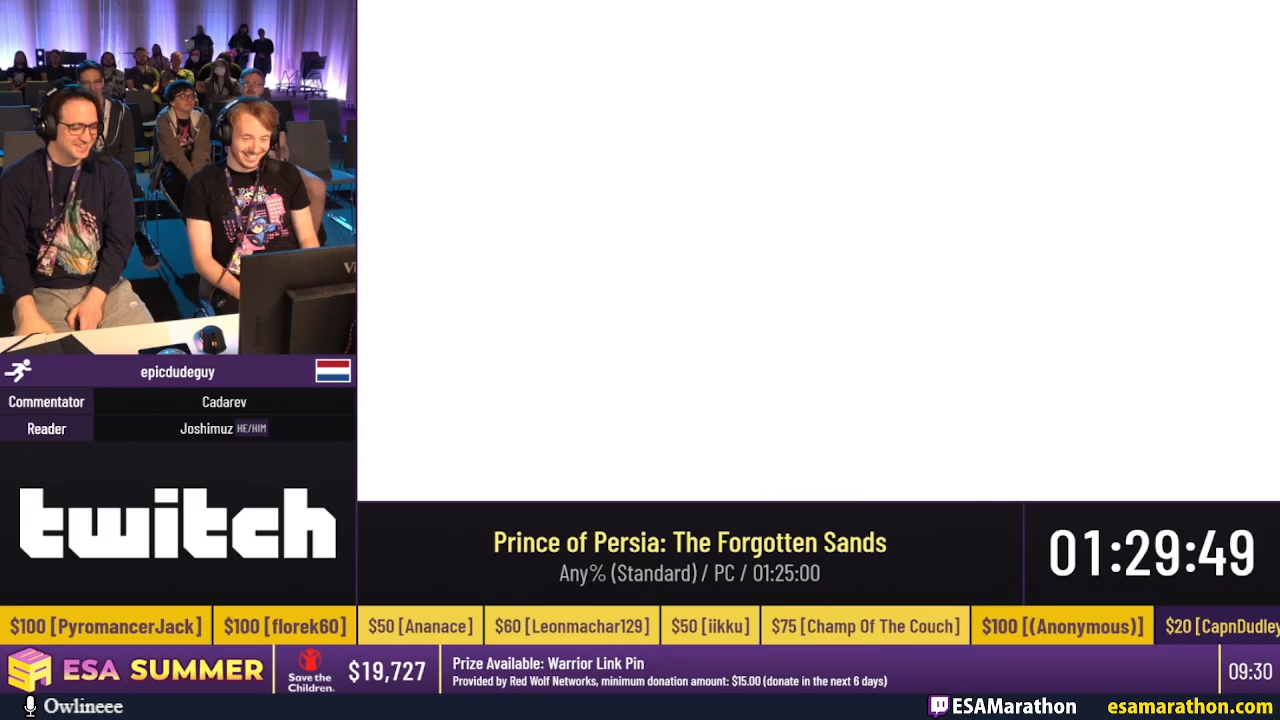 epicdudeguy
Commentator Cadarev
Reader Joshimuz HE/HIM
twitch
Prince of Persia: The Forgotten Sands
Any% (Standard) / PC / 01:25:00
01:29:49
$100 [PyromancerJack] $100 [florek60] $50 [Ananace] $60 [Leonmachar129] $50 [iikku] $75 [Champ Of The Couch] $100 [(Anonymous)] $20 [CapnDudley
ESA SUMMER
Save the
Children.
$19,727
Prize Available: Warrior Link Pin
Provided by Red Wolf Networks, minimum donation amount: $15.00 (donate in the next 6 days)
09:30
Owlineee
ESAMarathon
esamarathon.com